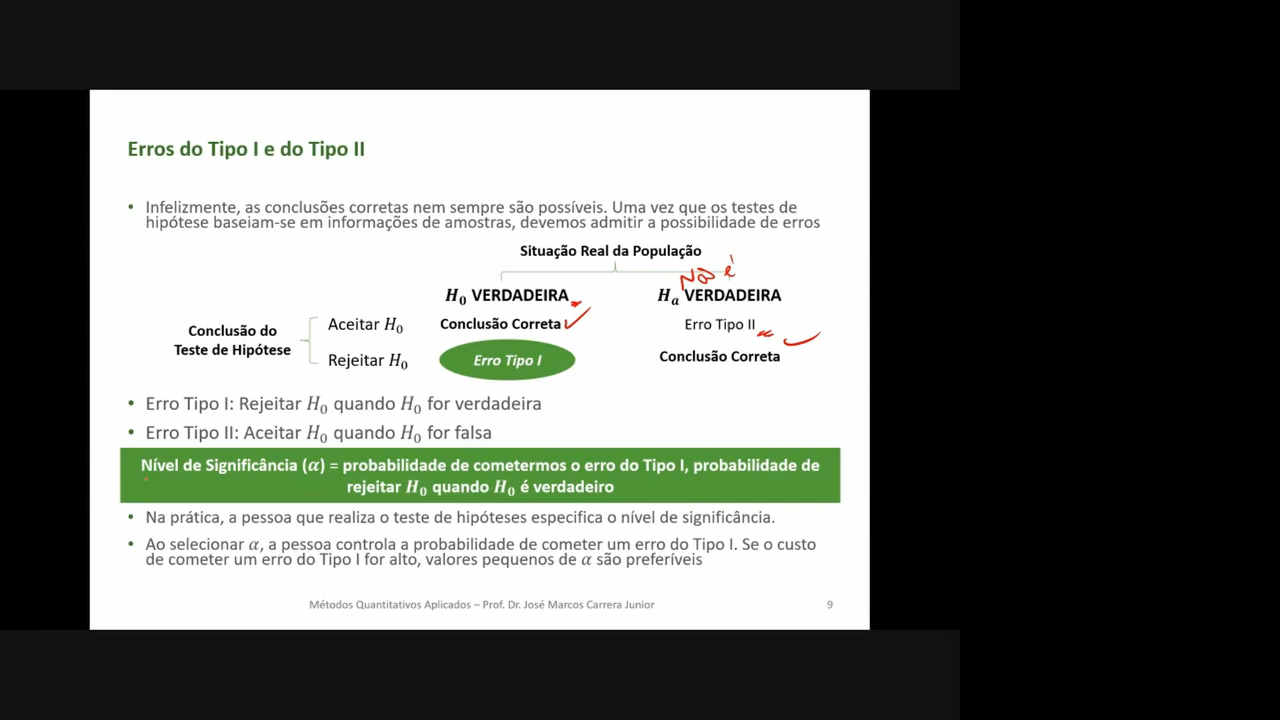 Erros do Tipo I e do Tipo II
• Infelizmente, as conclusões corretas nem sempre são possíveis. Uma vez que os testes de
hipótese baseiam-se em informações de amostras, devemos admitir a possibilidade de erros
Situação Real da População
Não é
H₀ VERDADEIRA
Hₐ VERDADEIRA
Conclusão do
Teste de Hipótese
Aceitar H₀
Conclusão Correta
Erro Tipo II
Rejeitar H₀
Erro Tipo I
Conclusão Correta
• Erro Tipo I: Rejeitar H₀ quando H₀ for verdadeira
• Erro Tipo II: Aceitar H₀ quando H₀ for falsa
Nível de Significância (α) = probabilidade de cometermos o erro do Tipo I, probabilidade de
rejeitar H₀ quando H₀ é verdadeiro
• Na prática, a pessoa que realiza o teste de hipóteses especifica o nível de significância.
• Ao selecionar α, a pessoa controla a probabilidade de cometer um erro do Tipo I. Se o custo
de cometer um erro do Tipo I for alto, valores pequenos de α são preferíveis
Métodos Quantitativos Aplicados – Prof. Dr. José Marcos Carrera Junior
9